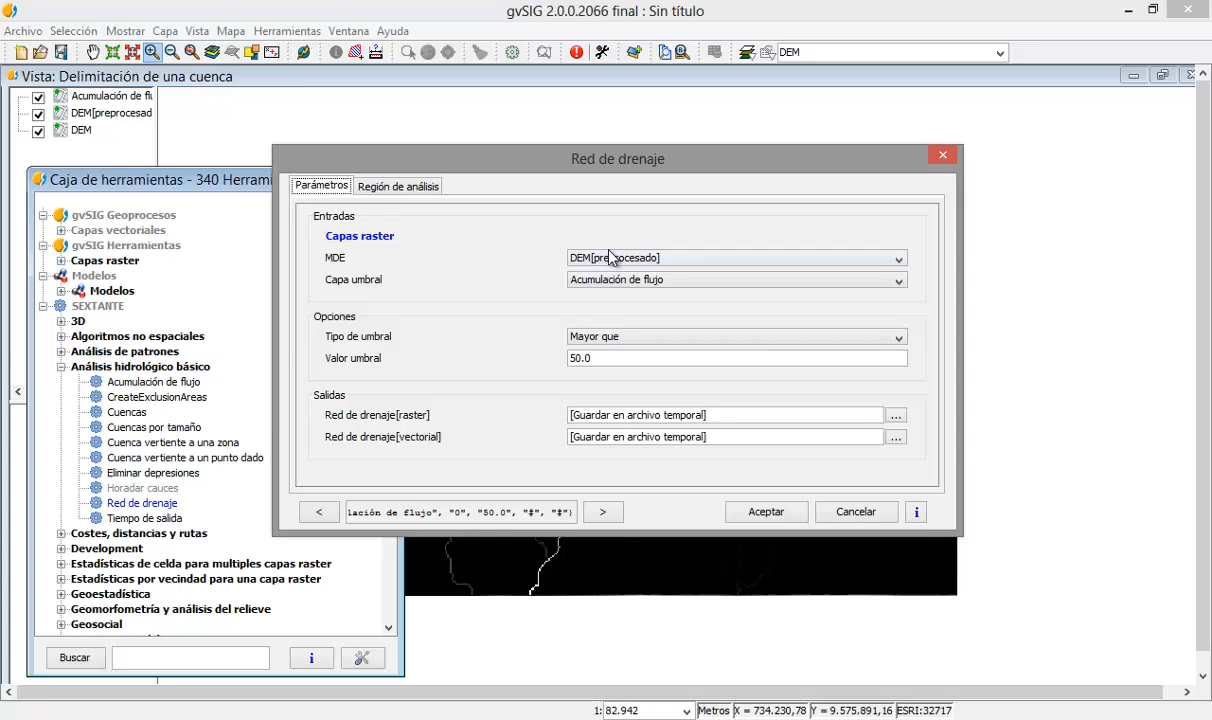 gvSIG 2.0.0.2066 final : Sin título
Archivo Selección Mostrar Capa Vista Mapa Herramientas Ventana Ayuda
DEM
Vista: Delimitación de una cuenca
Acumulación de flu
DEM[preprocesad
DEM
Caja de herramientas - 340 Herrami
gvSIG Geoprocesos
Capas vectoriales
gvSIG Herramientas
Capas raster
Modelos
Modelos
SEXTANTE
3D
Algoritmos no espaciales
Análisis de patrones
Análisis hidrológico básico
Acumulación de flujo
CreateExclusionAreas
Cuencas
Cuencas por tamaño
Cuenca vertiente a una zona
Cuenca vertiente a un punto dado
Eliminar depresiones
Horadar cauces
Red de drenaje
Tiempo de salida
Costes, distancias y rutas
Development
Estadísticas de celda para multiples capas raster
Estadísticas por vecindad para una capa raster
Geoestadística
Geomorfometría y análisis del relieve
Geosocial
Buscar
Red de drenaje
Parámetros Región de análisis
Entradas
Capas raster
MDE DEM[preprocesado]
Capa umbral Acumulación de flujo
Opciones
Tipo de umbral Mayor que
Valor umbral 50.0
Salidas
Red de drenaje[raster] [Guardar en archivo temporal] ...
Red de drenaje[vectorial] [Guardar en archivo temporal] ...
< lación de flujo", "0", "50.0", "#", "#") > Aceptar Cancelar i
1: 82.942 Metros X = 734.230,78 Y = 9.575.891,16 ESRI:32717